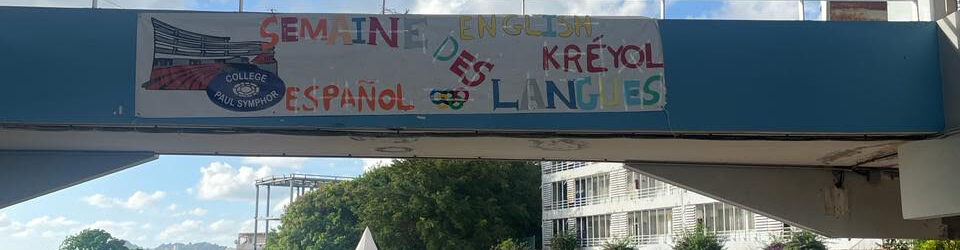 SEMAINE DES LANGUES
ENGLISH
KRÉYOL
ESPAÑOL
COLLEGE
PAUL SYMPHOR